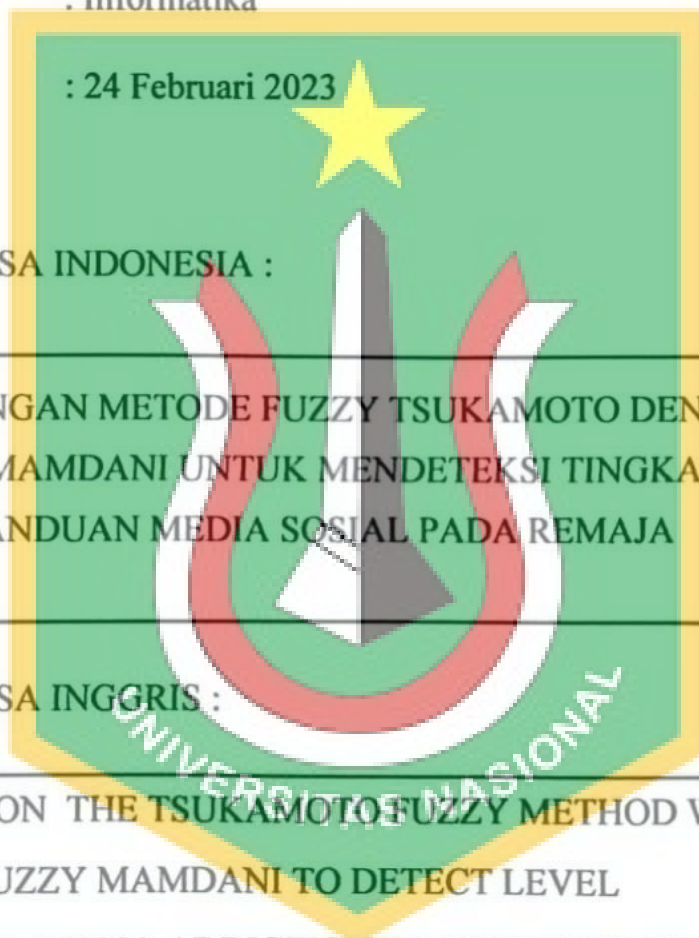 : Informatika
: 24 Februari 2023
SA INDONESIA :
NGAN METODE FUZZY TSUKAMOTO DEN
MAMDANI UNTUK MENDETEKSI TINGKA
ANDUAN MEDIA SOSIAL PADA REMAJA
SA INGGRIS :
UNIVERSITAS NASIONAL
ON THE TSUKAMOTO FUZZY METHOD
UZZY MAMDANI TO DETECT LEVEL